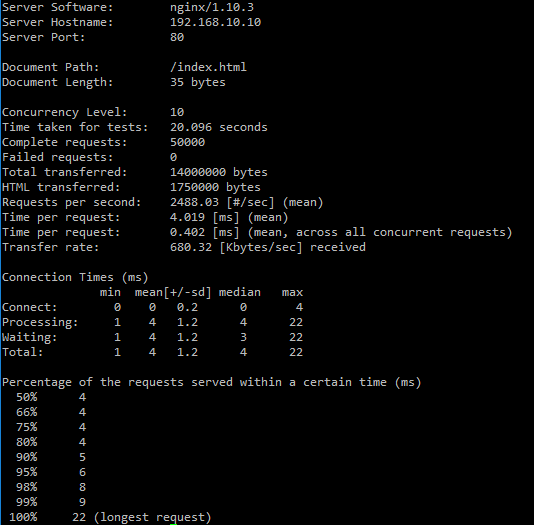 Server Software:        nginx/1.10.3
Server Hostname:        192.168.10.10
Server Port:            80
Document Path:          /index.html
Document Length:        35 bytes
Concurrency Level:      10
Time taken for tests:   20.096 seconds
Complete requests:      50000
Failed requests:        0
Total transferred:      14000000 bytes
HTML transferred:       1750000 bytes
Requests per second:    2488.03 [#/sec] (mean)
Time per request:       4.019 [ms] (mean)
Time per request:       0.402 [ms] (mean, across all concurrent requests)
Transfer rate:          680.32 [Kbytes/sec] received
Connection Times (ms)
              min  mean[+/-sd] median   max
Connect:        0    0   0.2      0       4
Processing:     1    4   1.2      4      22
Waiting:        1    4   1.2      3      22
Total:          1    4   1.2      4      22
Percentage of the requests served within a certain time (ms)
  50%      4
  66%      4
  75%      4
  80%      4
  90%      5
  95%      6
  98%      8
  99%      9
 100%     22 (longest request)